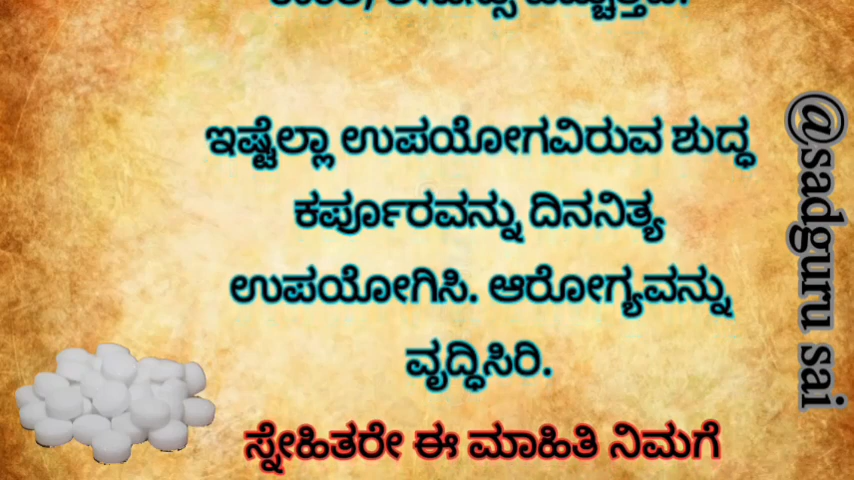 ಇಷ್ಟೆಲ್ಲಾ ಉಪಯೋಗವಿರುವ ಶುದ್ಧ
ಕರ್ಪೂರವನ್ನು ದಿನನಿತ್ಯ
ಉಪಯೋಗಿಸಿ. ಆರೋಗ್ಯವನ್ನು
ವೃದ್ಧಿಸಿರಿ.
ಸ್ನೇಹಿತರೇ ಈ ಮಾಹಿತಿ ನಿಮಗೆ
@sadguru sai